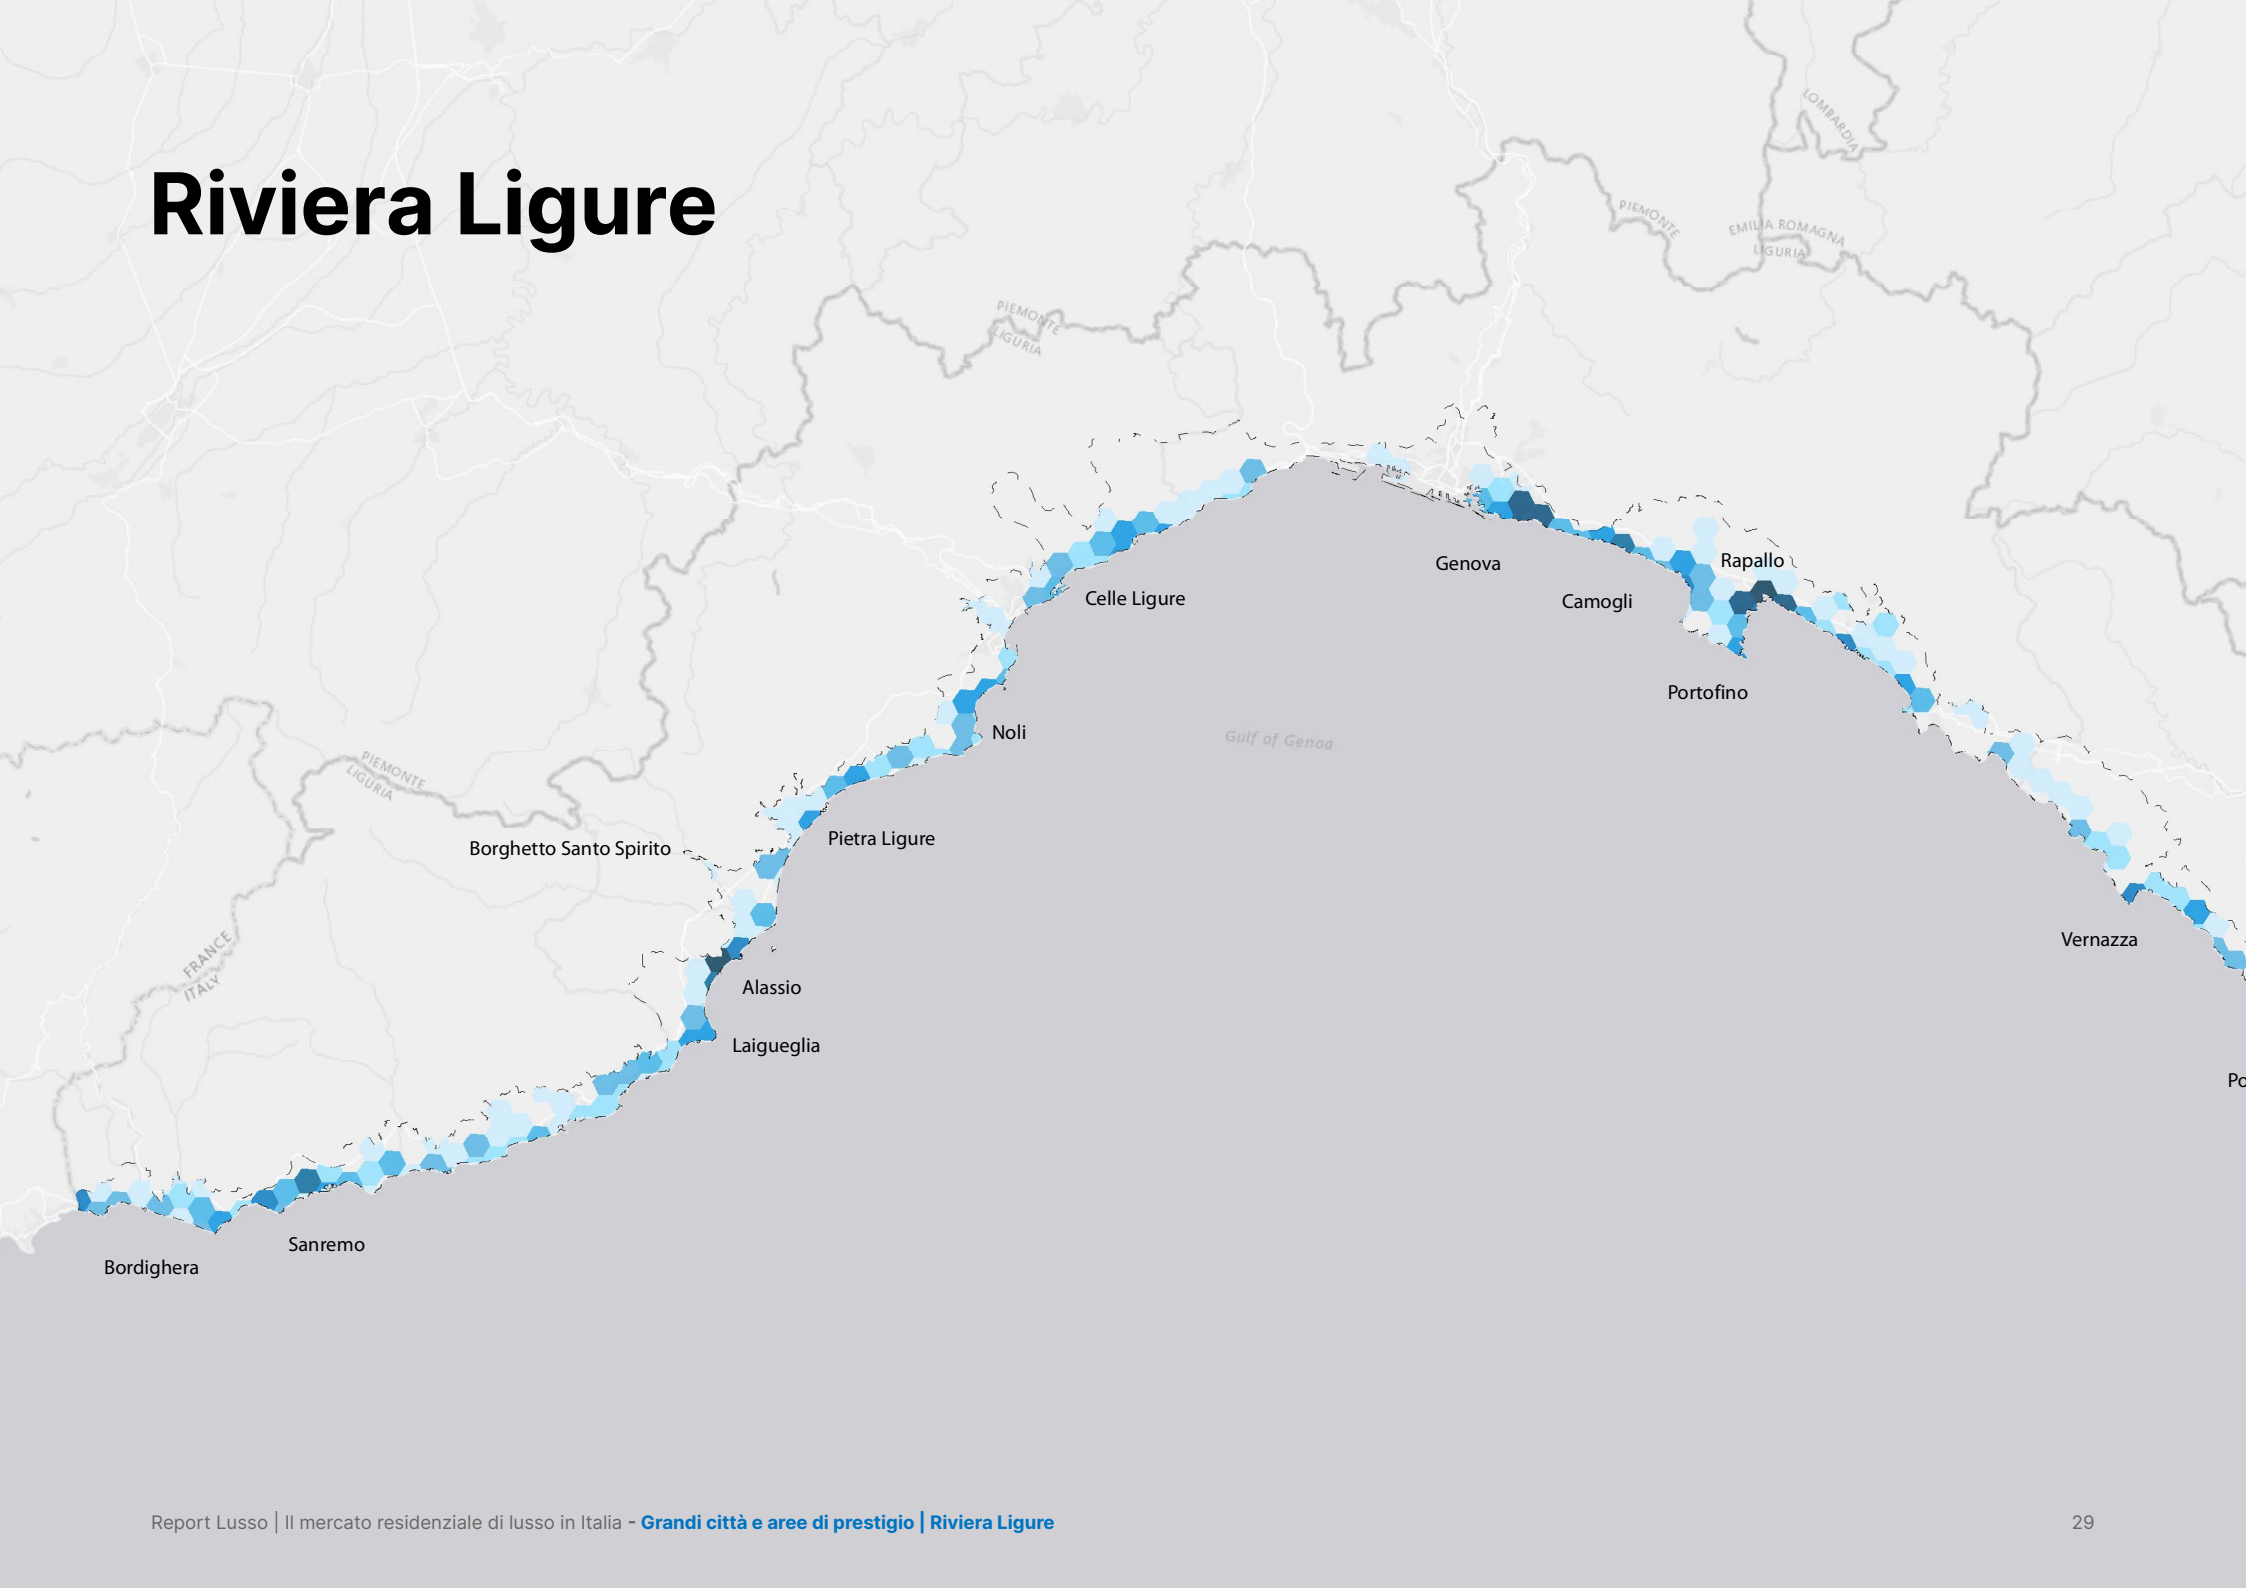 LOMBARDIA
Riviera Ligure
PIEMONTE
EMILIA ROMAGNA
LIGURIA
PIEMONTE
LIGURIA
Rapallo
Genova
Celle Ligure
Camogli
Portofino
Noli
Gulf of Genoa
PIEMONTE
LIGURIA
Pietra Ligure
Borghetto Santo Spirito
FRANCE
ITALY
Vernazza
Alassio
Laigueglia
Po
Sanremo
Bordighera
Report Lusso | Il mercato residenziale di lusso in Italia - Grandi città e aree di prestigio | Riviera Ligure
29